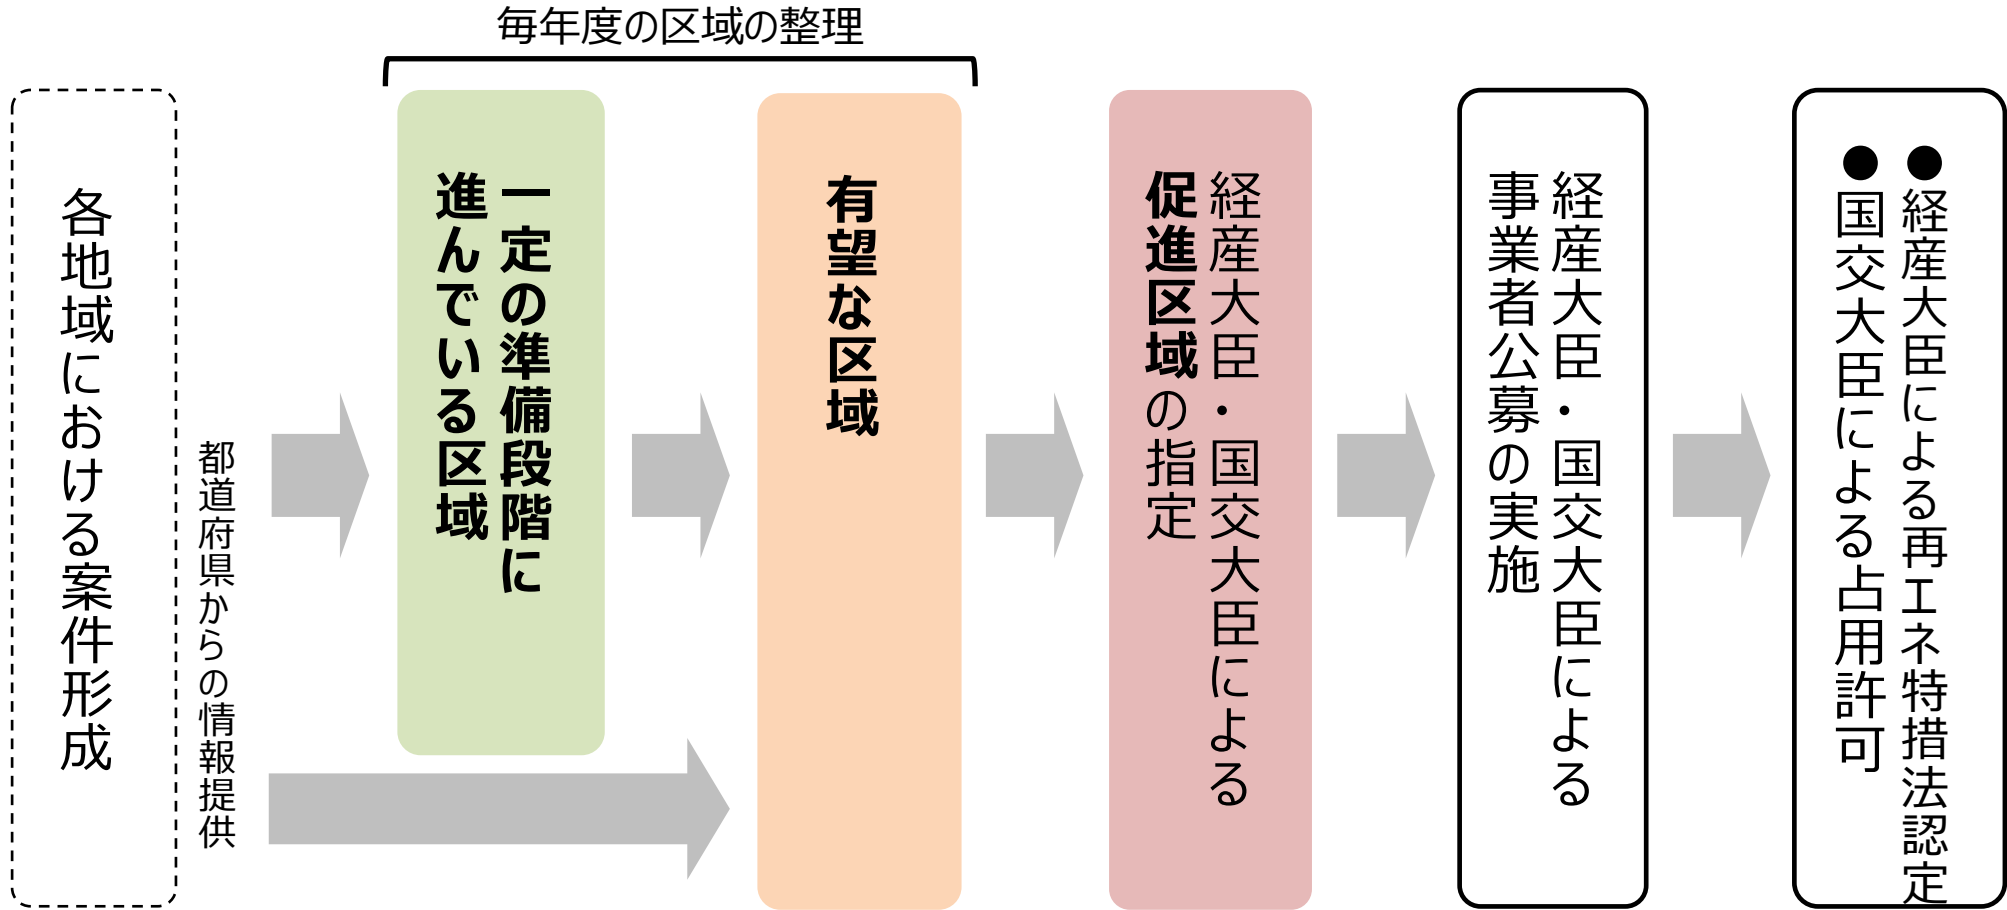 毎年度の区域の整理
各地域における案件形成
都道府県からの情報提供
一定の準備段階に
進んでいる区域
有望な区域
経産大臣・国交大臣による
促進区域の指定
経産大臣・国交大臣による
事業者公募の実施
●経産大臣による再エネ特措法認定
●国交大臣による占用許可